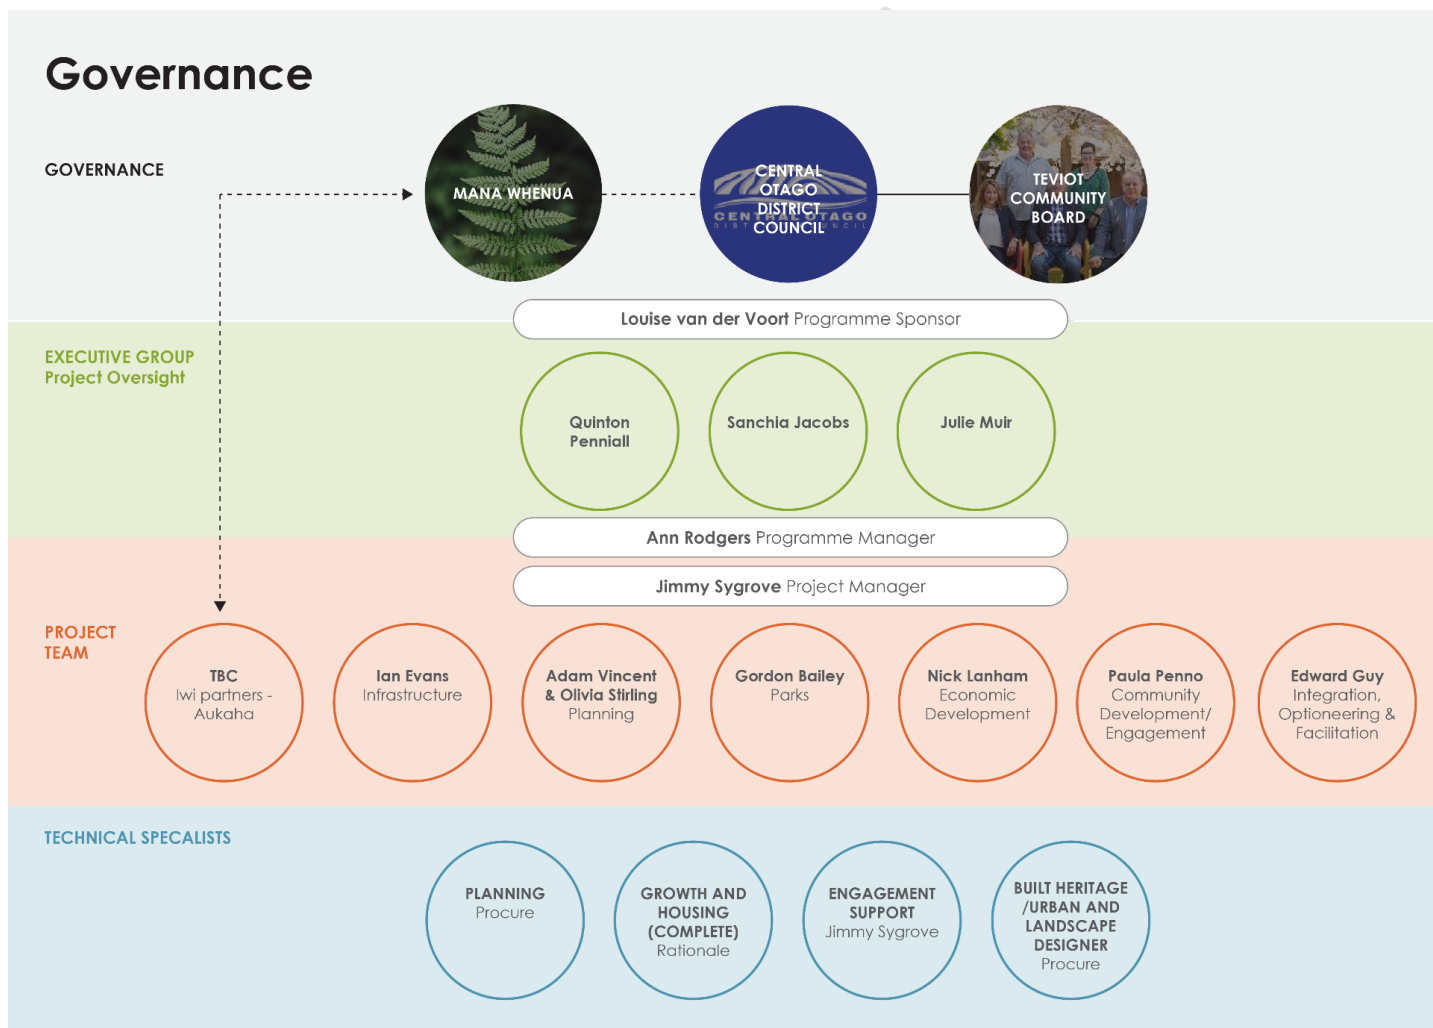 Governance
GOVERNANCE
MANA WHENUA
CENTRAL
OTAGO
DISTRICT
COUNCIL
CENTRAL OTAGO
DISTRICT COUNCIL
TEVIOT
COMMUNITY
BOARD
Louise van der Voort Programme Sponsor
EXECUTIVE GROUP
Project Oversight
Quinton
Penniall
Sanchia Jacobs
Julie Muir
Ann Rodgers Programme Manager
Jimmy Sygrove Project Manager
PROJECT
TEAM
TBC
Iwi partners -
Aukaha
Ian Evans
Infrastructure
Adam Vincent
& Olivia Stirling
Planning
Gordon Bailey
Parks
Nick Lanham
Economic
Development
Paula Penno
Community
Development/
Engagement
Edward Guy
Integration,
Optioneering &
Facilitation
TECHNICAL SPECALISTS
PLANNING
Procure
GROWTH AND
HOUSING
(COMPLETE)
Rationale
ENGAGEMENT
SUPPORT
Jimmy Sygrove
BUILT HERITAGE
/URBAN AND
LANDSCAPE
DESIGNER
Procure